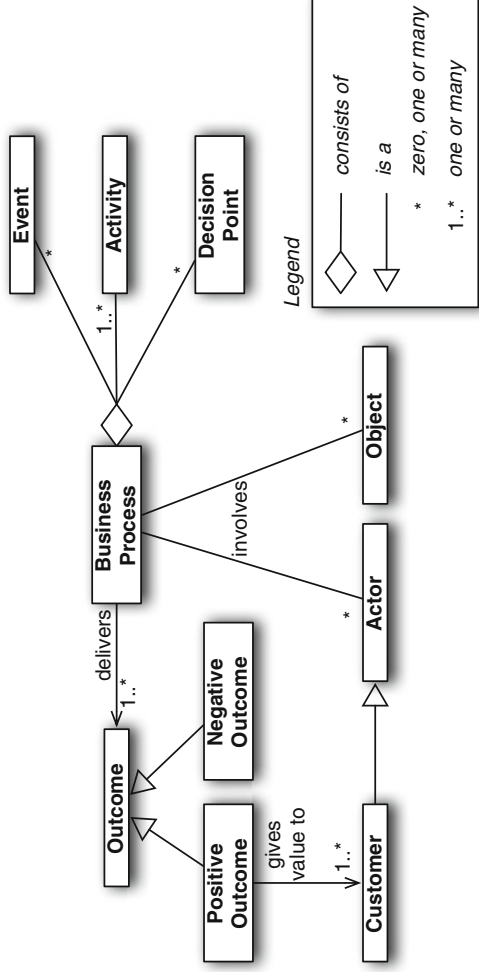 Event
*
Activity
1..*
Decision
Point
*
Business
Process
delivers
1..*
Outcome
Positive
Outcome
Negative
Outcome
gives
value to
1..*
Customer
involves
*
Actor
*
Object
Legend
consists of
is a
* zero, one or many
1..* one or many